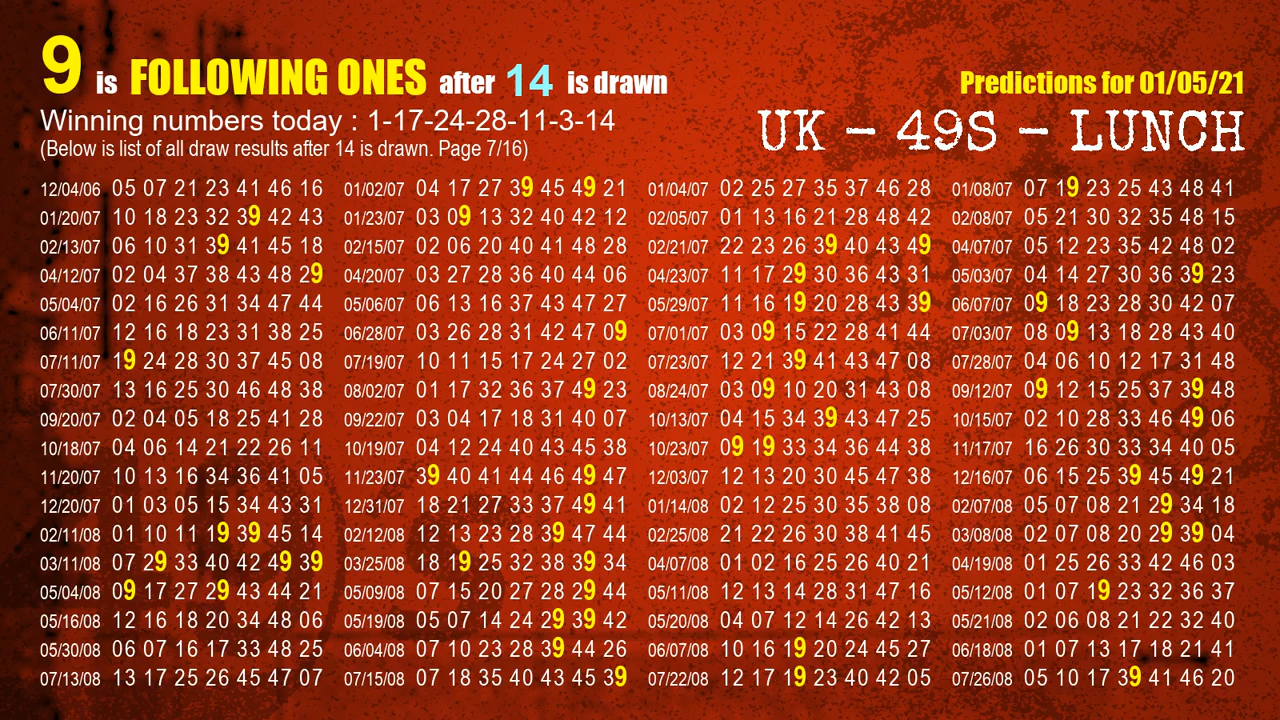 9 is FOLLOWING ONES after 14 is drawn
Predictions for 01/05/21
Winning numbers today : 1-17-24-28-11-3-14
UK - 49S - LUNCH
(Below is list of all draw results after 14 is drawn. Page 7/16)
12/04/06 05 07 21 23 41 46 16 01/02/07 04 17 27 39 45 49 21 01/04/07 02 25 27 35 37 46 28 01/08/07 07 19 23 25 43 48 41
01/20/07 10 18 23 32 39 42 43 01/23/07 03 09 13 32 40 42 12 02/05/07 01 13 16 21 28 48 42 02/08/07 05 21 30 32 35 48 15
02/13/07 06 10 31 39 41 45 18 02/15/07 02 06 20 40 41 48 28 02/21/07 22 23 26 39 40 43 49 04/07/07 05 12 23 35 42 48 02
04/12/07 02 04 37 38 43 48 29 04/20/07 03 27 28 36 40 44 06 04/23/07 11 17 29 30 36 43 31 05/03/07 04 14 27 30 36 39 23
05/04/07 02 16 26 31 34 47 44 05/06/07 06 13 16 37 43 47 27 05/29/07 11 16 19 20 28 43 39 06/07/07 09 18 23 28 30 42 07
06/11/07 12 16 18 23 31 38 25 06/28/07 03 26 28 31 42 47 09 07/01/07 03 09 15 22 28 41 44 07/03/07 08 09 13 18 28 43 40
07/11/07 19 24 28 30 37 45 08 07/19/07 10 11 15 17 24 27 02 07/23/07 12 21 39 41 43 47 08 07/28/07 04 06 10 12 17 31 48
07/30/07 13 16 25 30 46 48 38 08/02/07 01 17 32 36 37 49 23 08/24/07 03 09 10 20 31 43 08 09/12/07 09 12 15 25 37 39 48
09/20/07 02 04 05 18 25 41 28 09/22/07 03 04 17 18 31 40 07 10/13/07 04 15 34 39 43 47 25 10/15/07 02 10 28 33 46 49 06
10/18/07 04 06 14 21 22 26 11 10/19/07 04 12 24 40 43 45 38 10/23/07 09 19 33 34 36 44 38 11/17/07 16 26 30 33 34 40 05
11/20/07 10 13 16 34 36 41 05 11/23/07 39 40 41 44 46 49 47 12/03/07 12 13 20 30 45 47 38 12/16/07 06 15 25 39 45 49 21
12/20/07 01 03 05 15 34 43 31 12/31/07 18 21 27 33 37 49 41 01/14/08 02 12 25 30 35 38 08 02/07/08 05 07 08 21 29 34 18
02/11/08 01 10 11 19 39 45 14 02/12/08 12 13 23 28 39 47 44 02/25/08 21 22 26 30 38 41 45 03/08/08 02 07 08 20 29 39 04
03/11/08 07 29 33 40 42 49 39 03/25/08 18 19 25 32 38 39 34 04/07/08 01 02 16 25 26 40 21 04/19/08 01 25 26 33 42 46 03
05/04/08 09 17 27 29 43 44 21 05/09/08 07 15 20 27 28 29 44 05/11/08 12 13 14 28 31 47 16 05/12/08 01 07 19 23 32 36 37
05/16/08 12 16 18 20 34 48 06 05/19/08 05 07 14 24 29 39 42 05/20/08 04 07 12 14 26 42 13 05/21/08 02 06 08 21 22 32 40
05/30/08 06 07 16 17 33 48 25 06/04/08 07 10 23 28 39 44 26 06/07/08 10 16 19 20 24 45 27 06/18/08 01 07 13 17 18 21 41
07/13/08 13 17 25 26 45 47 07 07/15/08 07 18 35 40 43 45 39 07/22/08 12 17 19 23 40 42 05 07/26/08 05 10 17 39 41 46 20